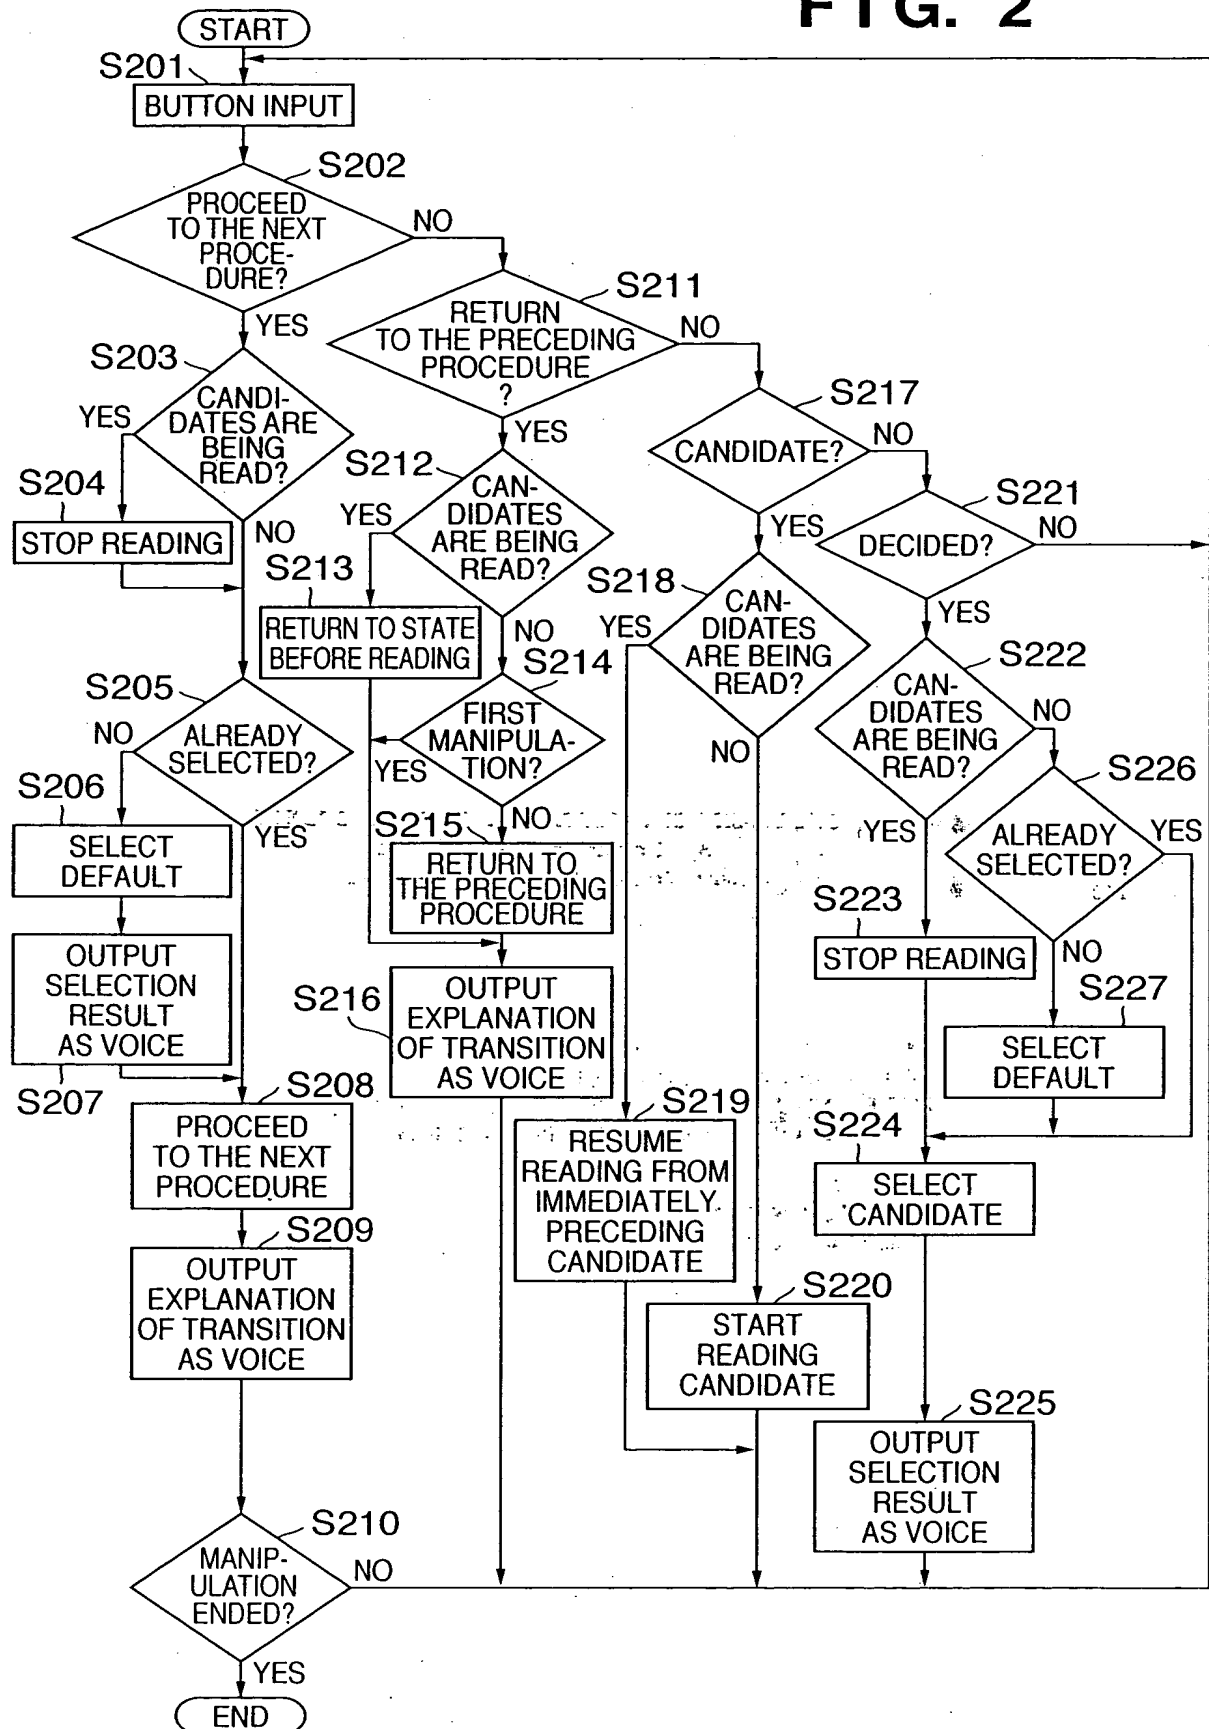 FIG. 2
START
S201
BUTTON INPUT
S202
PROCEED
TO THE NEXT
PROCE-
DURE?
NO
YES
S203
CANDI-
DATES ARE
BEING
READ?
YES
NO
S204
STOP READING
S205
ALREADY
SELECTED?
NO
YES
S206
SELECT
DEFAULT
OUTPUT
SELECTION
RESULT
AS VOICE
S207
S208
PROCEED
TO THE NEXT
PROCEDURE
S209
OUTPUT
EXPLANATION
OF TRANSITION
AS VOICE
S210
MANIP-
ULATION
ENDED?
NO
YES
END
S211
RETURN
TO THE PRECEDING
PROCEDURE
?
NO
YES
S212
CAN-
DIDATES
ARE BEING
READ?
YES
NO
S213
RETURN TO STATE
BEFORE READING
S214
FIRST
MANIPULA-
TION?
YES
NO
S215
RETURN TO
THE PRECEDING
PROCEDURE
S216
OUTPUT
EXPLANATION
OF TRANSITION
AS VOICE
S217
CANDIDATE?
NO
YES
S218
CAN-
DIDATES
ARE BEING
READ?
YES
NO
S219
RESUME
READING FROM
IMMEDIATELY
PRECEDING
CANDIDATE
S220
START
READING
CANDIDATE
S221
DECIDED?
NO
YES
S222
CAN-
DIDATES
ARE BEING
READ?
NO
YES
S223
STOP READING
S224
SELECT
CANDIDATE
S225
OUTPUT
SELECTION
RESULT
AS VOICE
S226
ALREADY
SELECTED?
YES
NO
S227
SELECT
DEFAULT